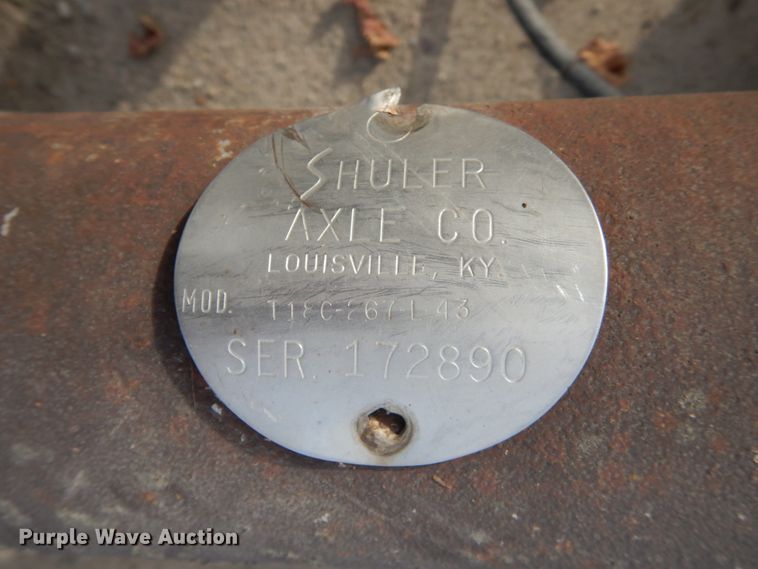 SHULER
AXLE CO.
LOUISVILLE, KY.
MOD.
SER. 172890
Purple Wave Auction